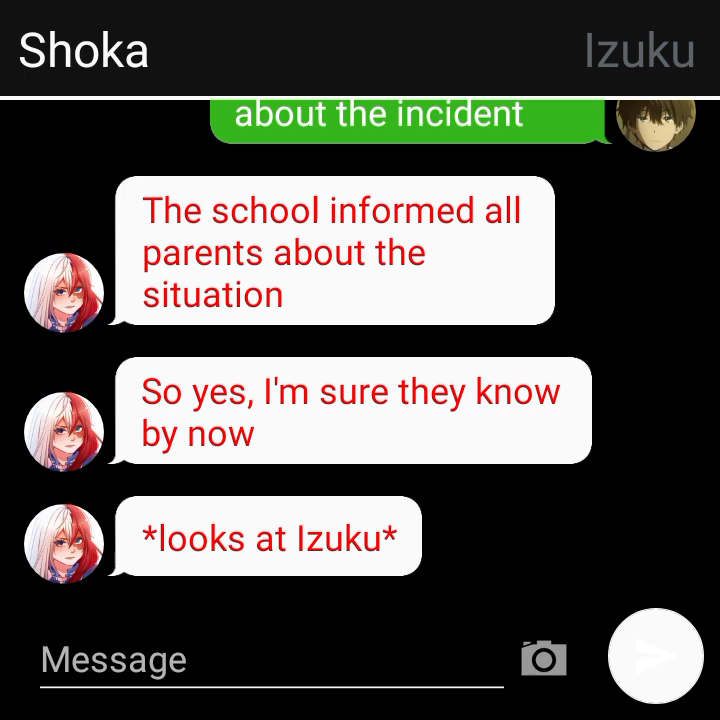 Shoka
Izuku
about the incident
The school informed all
parents about the
situation
So yes, I'm sure they know
by now
*looks at Izuku*
Message